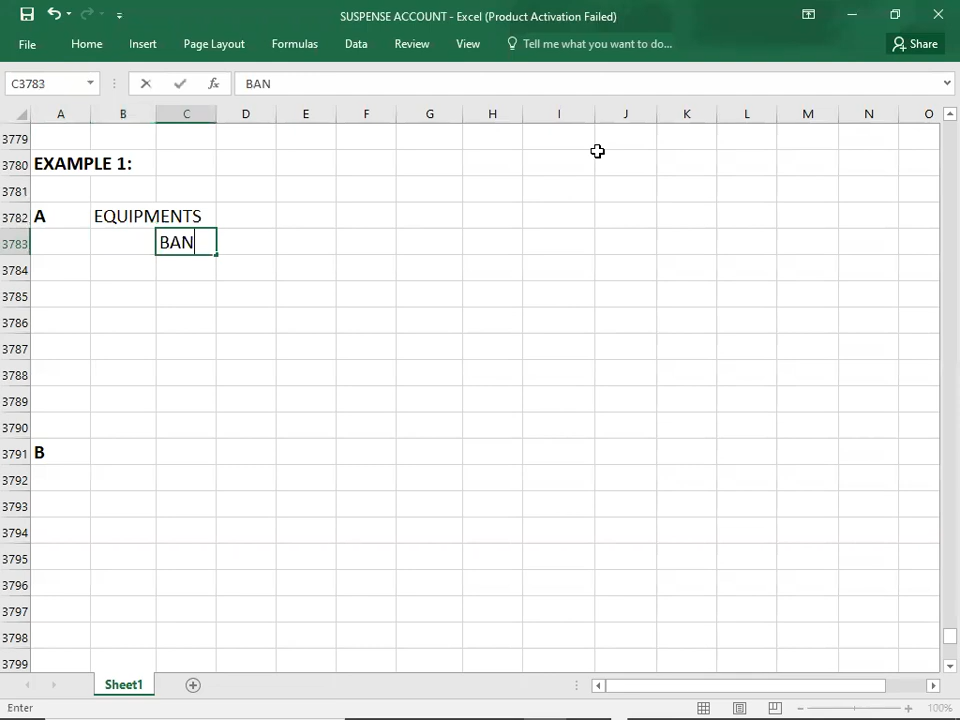 SUSPENSE ACCOUNT - Excel (Product Activation Failed)
File Home Insert Page Layout Formulas Data Review View Tell me what you want to do... Share
C3783 fx BAN
A B C D E F G H I J K L M N O
3779
3780 EXAMPLE 1:
3781
3782 A EQUIPMENTS
3783 BAN
3784
3785
3786
3787
3788
3789
3790
3791 B
3792
3793
3794
3795
3796
3797
3798
3799
Sheet1
Enter 100%